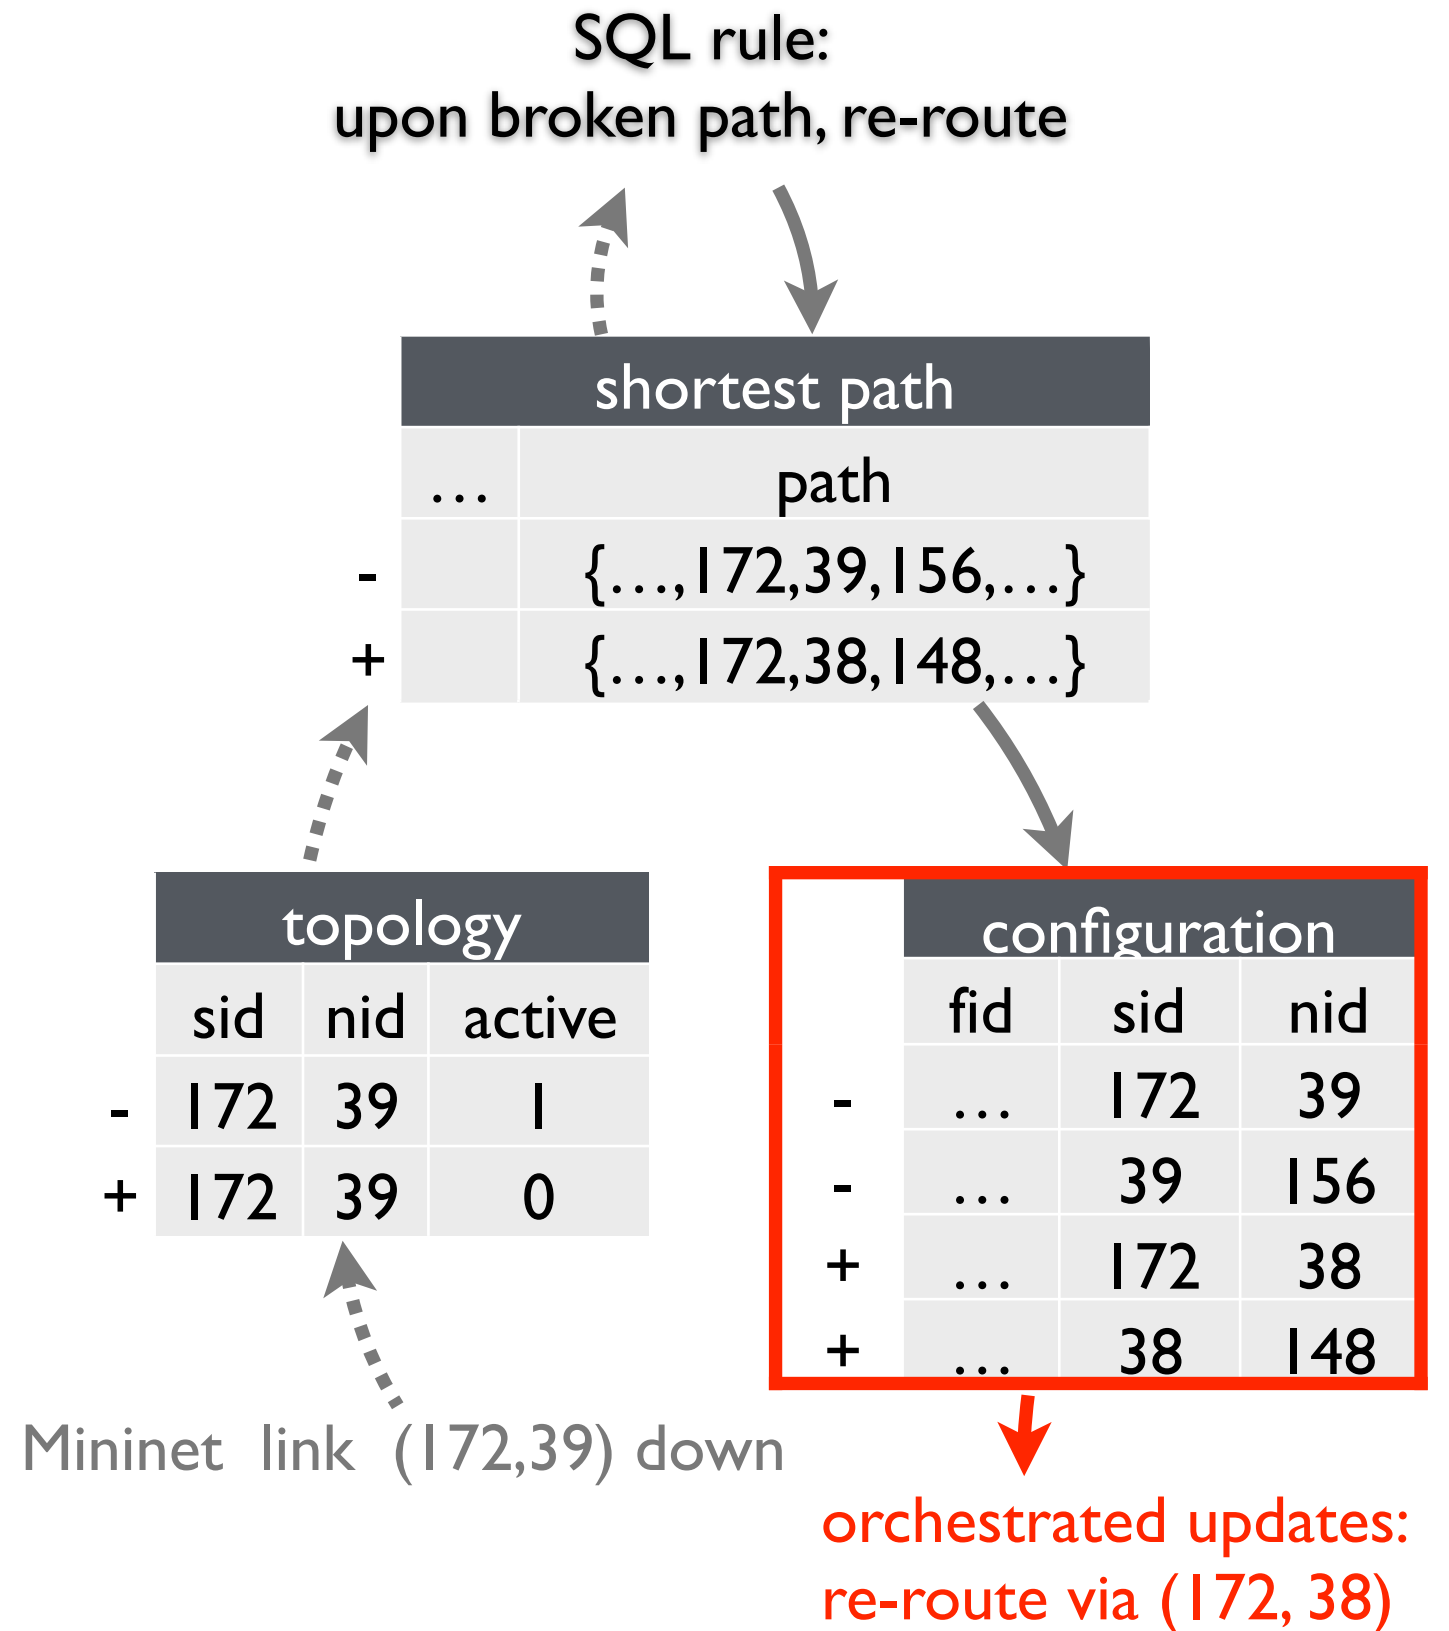 SQL rule:
upon broken path, re-route
shortest path
… path
- {…,172,39,156,…}
+ {…,172,38,148,…}
topology
sid nid active
- 172 39 1
+ 172 39 0
Mininet link (172,39) down
configuration
fid sid nid
- … 172 39
- … 39 156
+ … 172 38
+ … 38 148
orchestrated updates:
re-route via (172, 38)